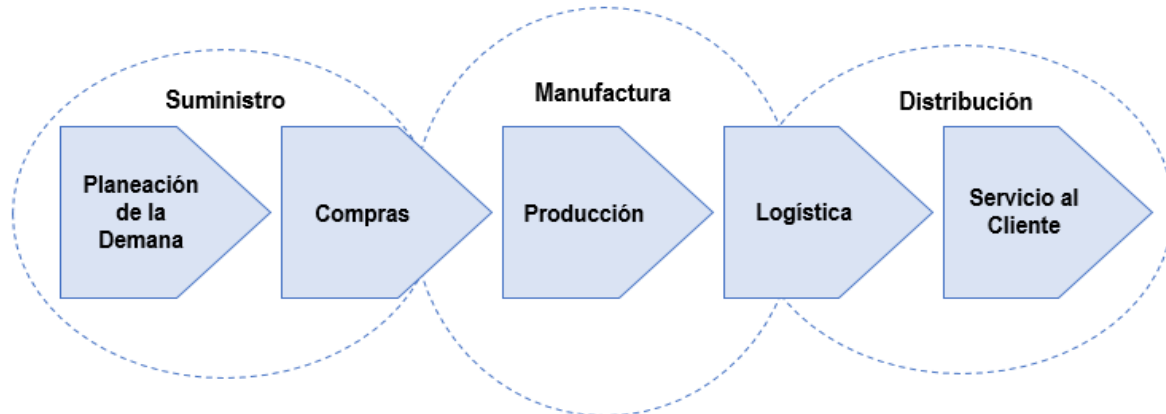 Suministro
Manufactura
Distribución
Planeación
de la
Demana
Compras
Producción
Logística
Servicio al
Cliente